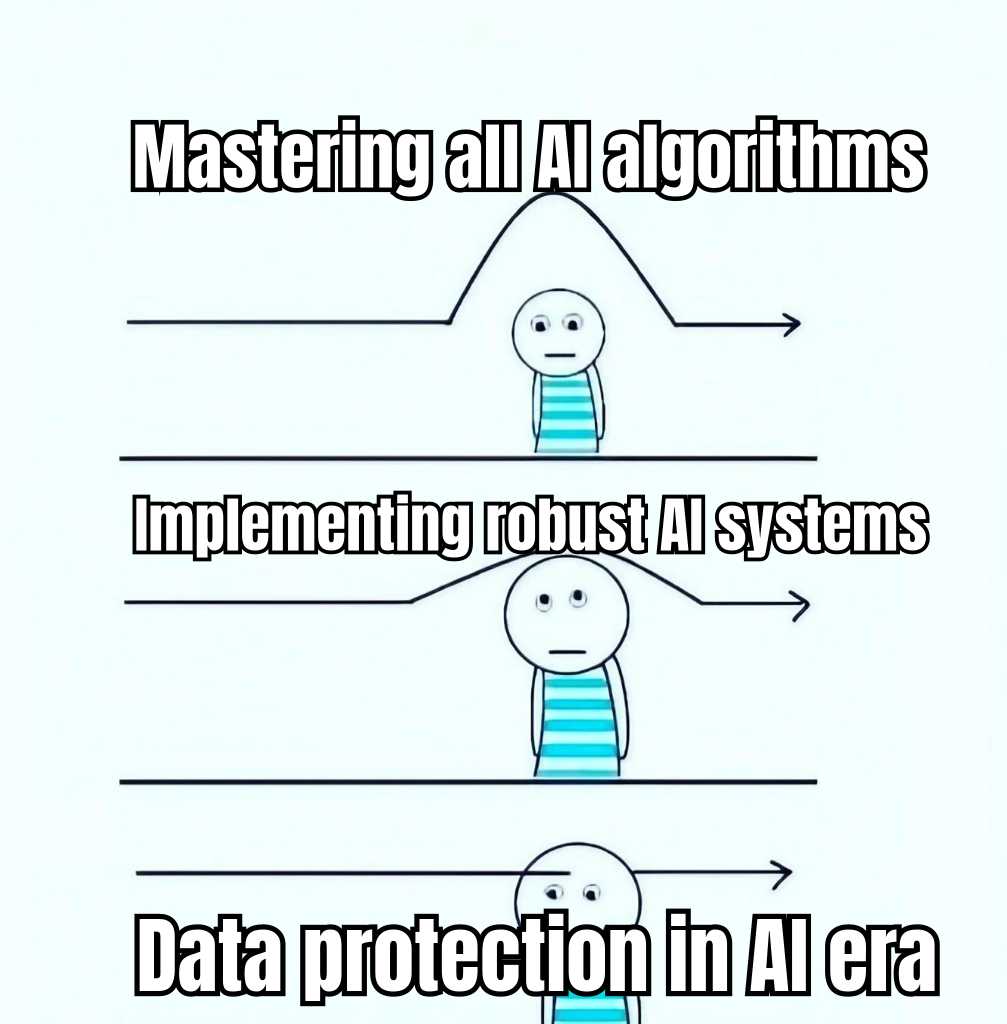 Mastering all AI algorithms
Implementing robust AI systems
Data protection in AI era